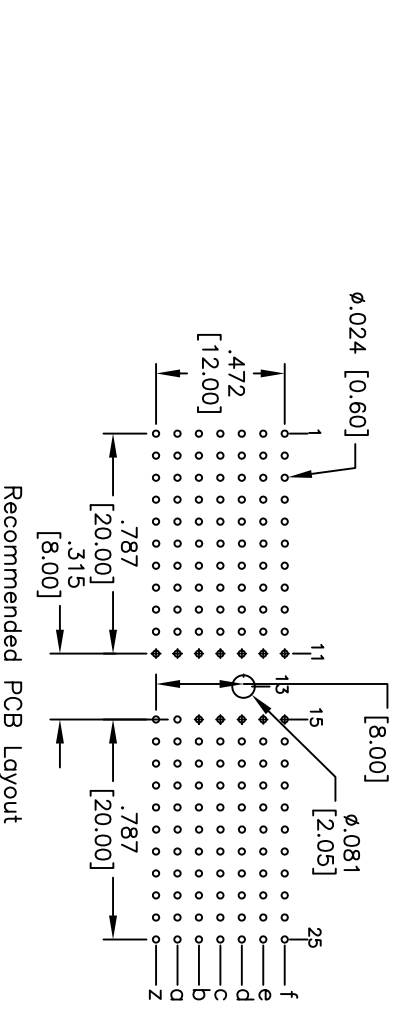 ø.024 [0.60]
.472
[12.00]
1
11
13
15
25
[8.00]
ø.081
[2.05]
.787
[20.00]
.315
[8.00]
.787
[20.00]
f
e
d
c
b
a
z
Recommended PCB Layout